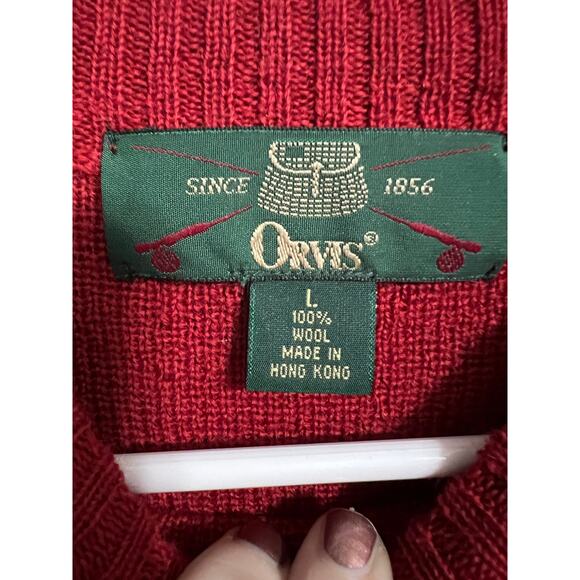 SINCE 1856
ORVIS®
L
100%
WOOL
MADE IN
HONG KONG